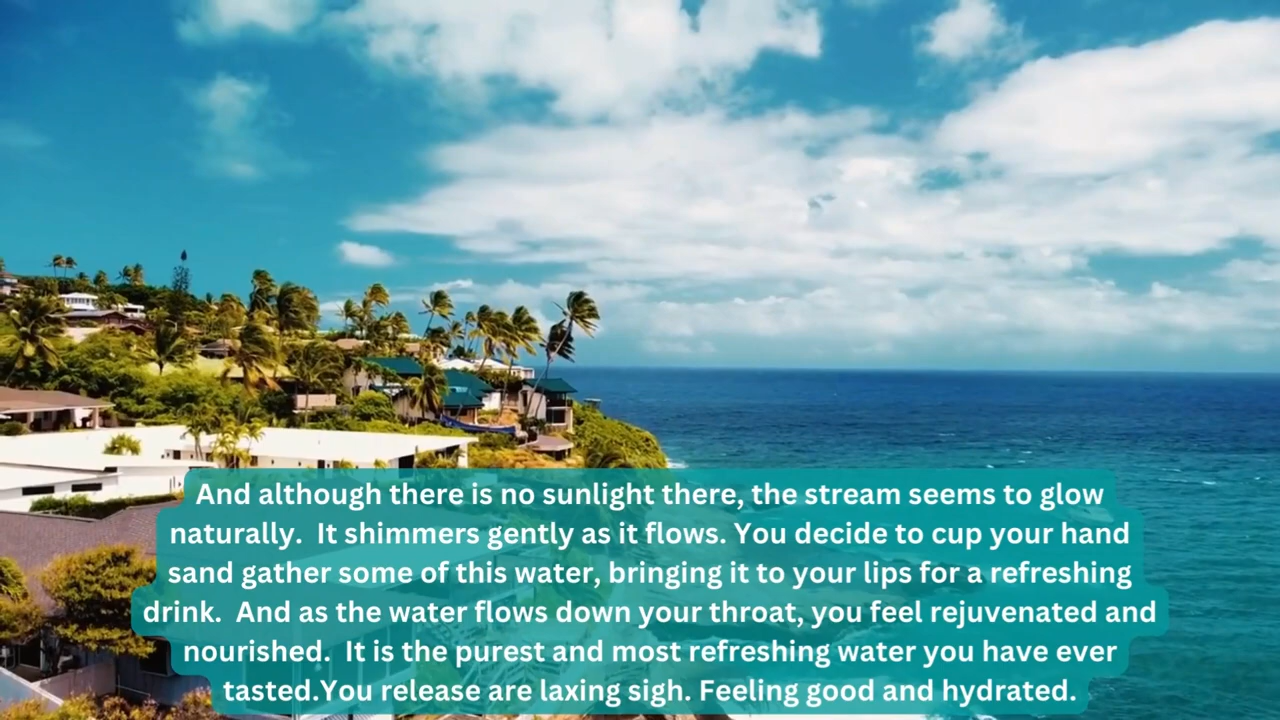 And although there is no sunlight there, the stream seems to glow
naturally.  It shimmers gently as it flows. You decide to cup your hand
sand gather some of this water, bringing it to your lips for a refreshing
drink.  And as the water flows down your throat, you feel rejuvenated and
nourished.  It is the purest and most refreshing water you have ever
tasted.You release are laxing sigh. Feeling good and hydrated.